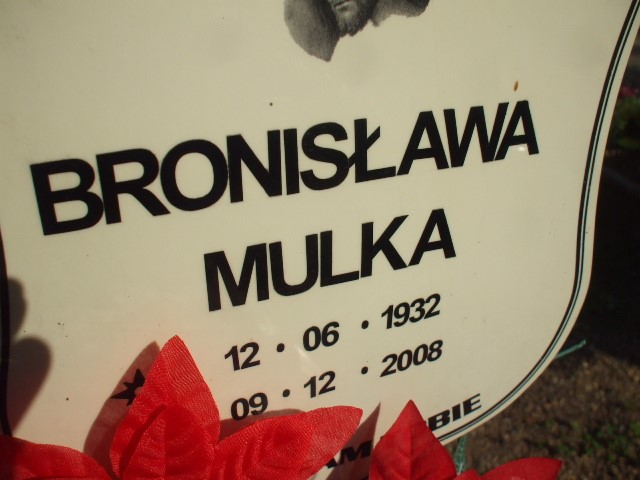 BRONISŁAWA
MULKA
12 • 06 • 1932
09 • 12 • 2008